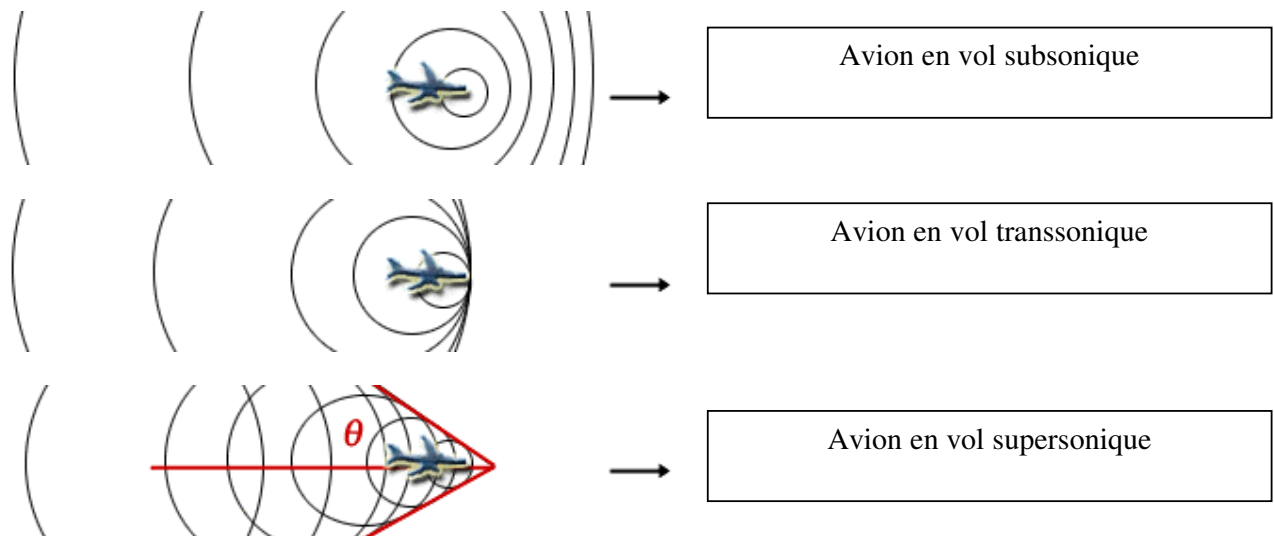 Avion en vol subsonique
Avion en vol transsonique
θ
Avion en vol supersonique